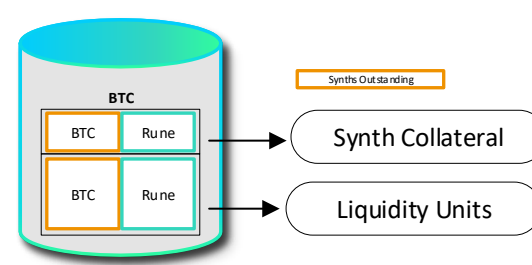 Synths Outstanding
BTC
BTC Rune
Synth Collateral
BTC Rune
Liquidity Units